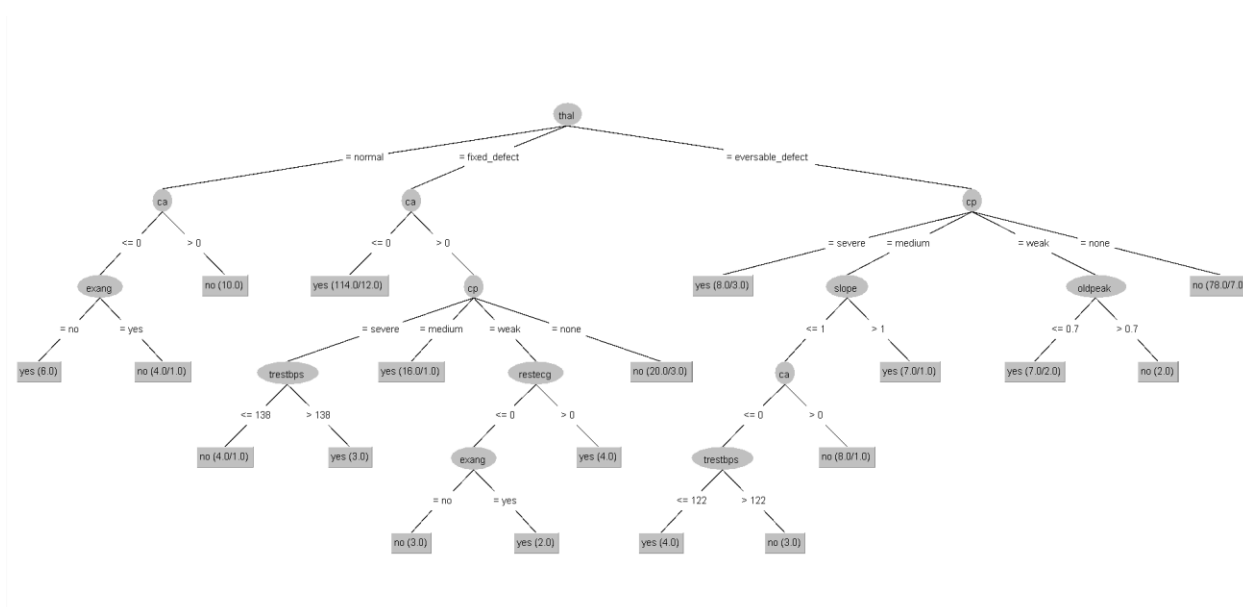 thal
= normal = fixed_defect = eversable_defect
ca ca cp
<= 0 > 0 <= 0 > 0 = severe = medium = weak = none
exang no (10.0) yes (114.0/12.0) cp yes (8.0/3.0) slope oldpeak no (78.0/7.0
= no = yes = severe = medium = weak = none <= 1 > 1 <= 0.7 > 0.7
yes (6.0) no (4.0/1.0) trestbps yes (16.0/1.0) restecg no (20.0/3.0) ca yes (7.0/1.0) yes (7.0/2.0) no (2.0)
<= 138 > 138 <= 0 > 0 <= 0 > 0
no (4.0/1.0) yes (3.0) exang yes (4.0) trestbps no (8.0/1.0)
= no = yes <= 122 > 122
no (3.0) yes (2.0) yes (4.0) no (3.0)